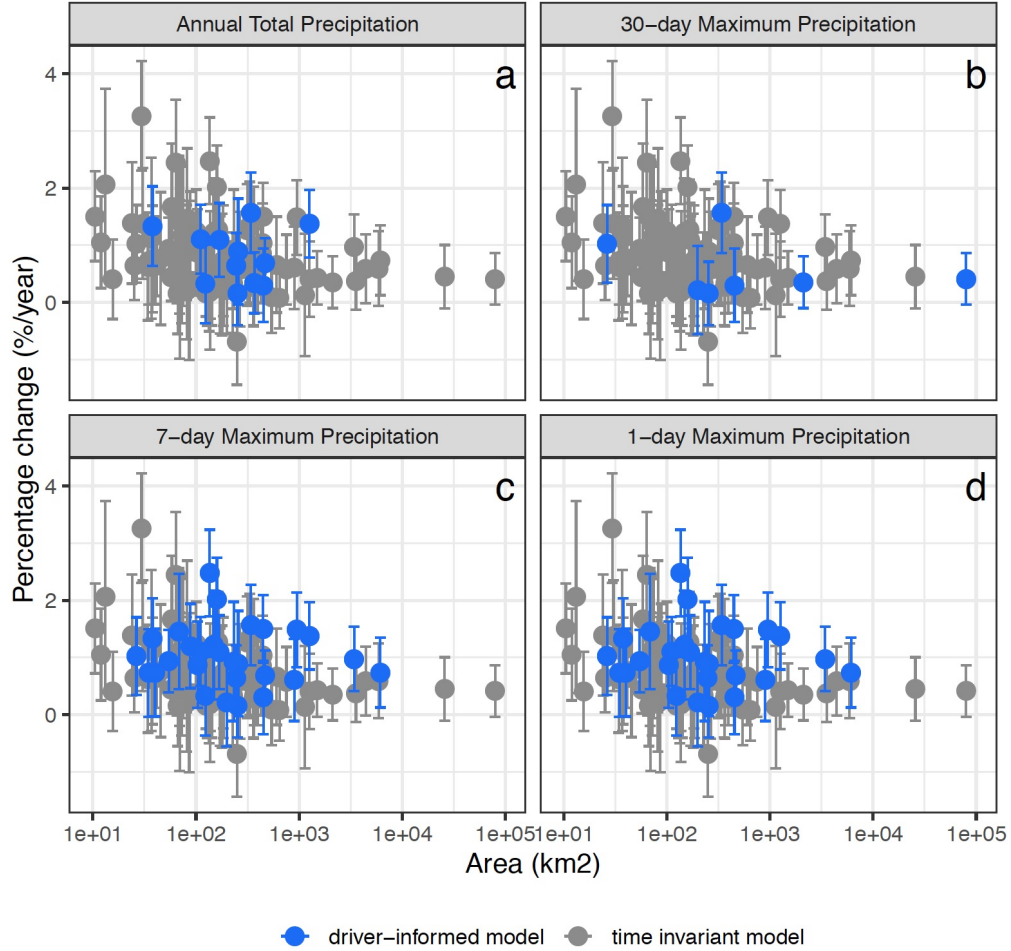 Annual Total Precipitation
30−day Maximum Precipitation
a
b
4
2
0
7−day Maximum Precipitation
1−day Maximum Precipitation
c
d
4
2
0
Percentage change (%/year)
1e+01 1e+02 1e+03 1e+04 1e+05
1e+01 1e+02 1e+03 1e+04 1e+05
Area (km2)
driver−informed model
time invariant model